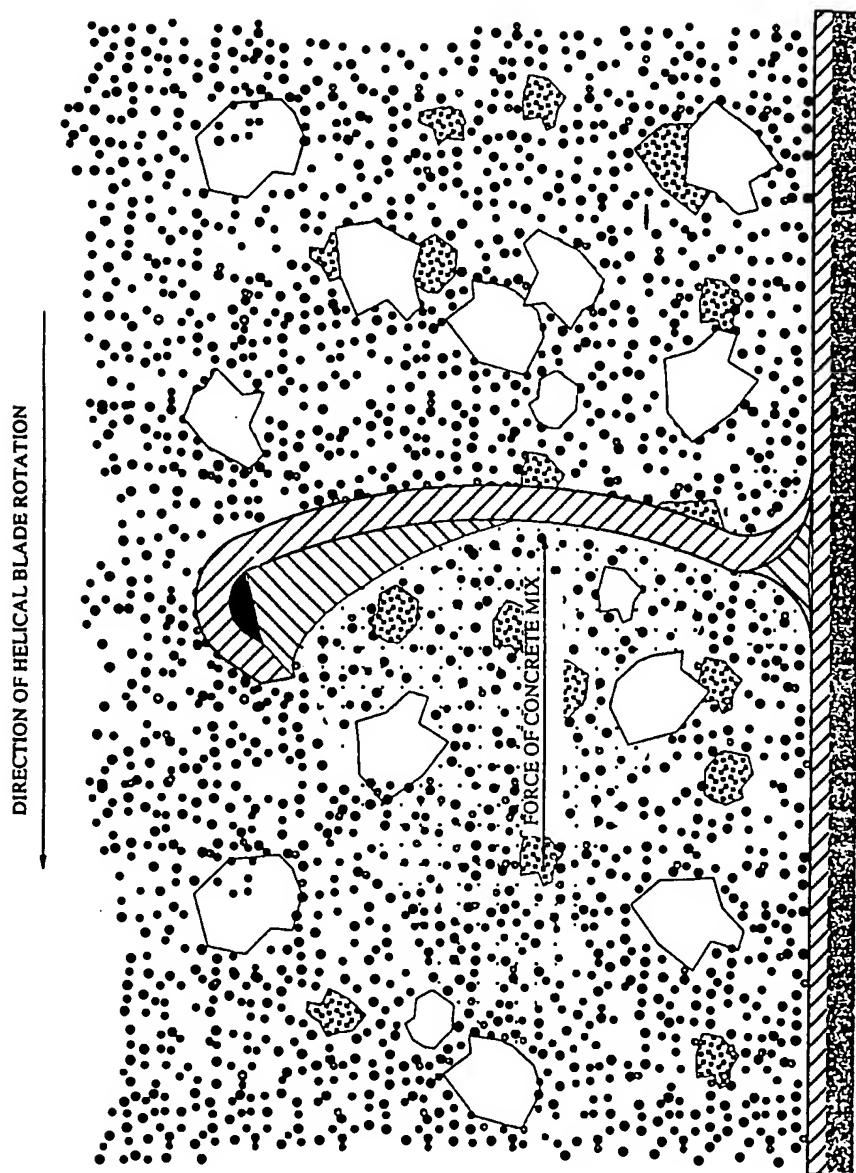 DIRECTION OF HELICAL BLADE ROTATION
FORCE OF CONCRETE MIX